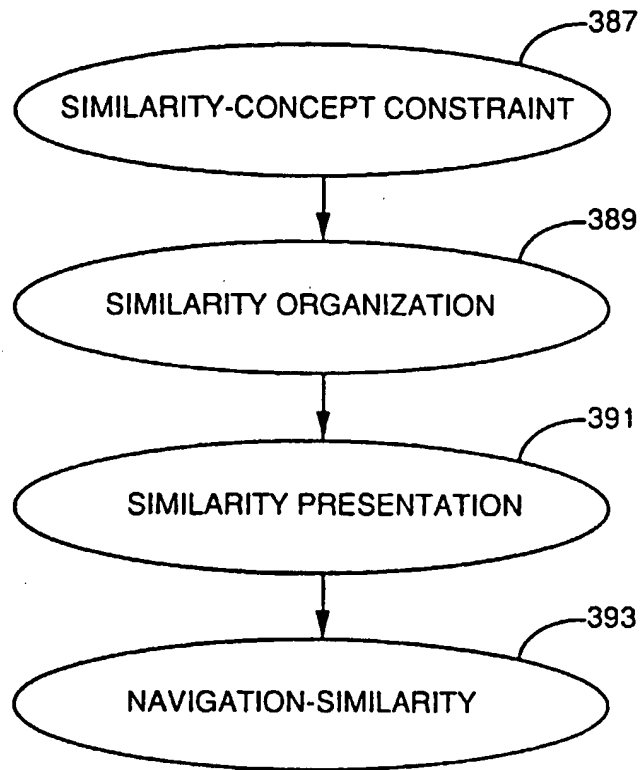 387
SIMILARITY-CONCEPT CONSTRAINT
389
SIMILARITY ORGANIZATION
391
SIMILARITY PRESENTATION
393
NAVIGATION-SIMILARITY